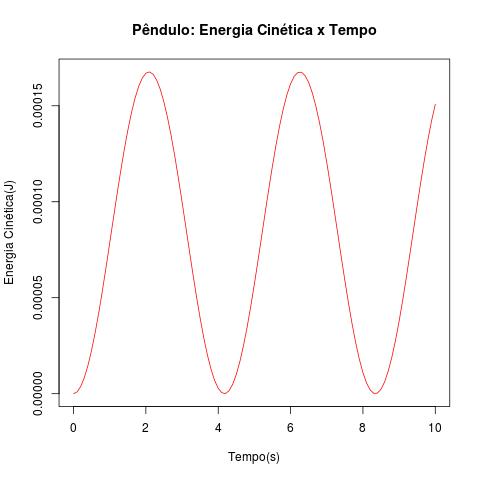 Pêndulo: Energia Cinética x Tempo
Energia Cinética(J)
0.00015
0.00010
0.00005
0.00000
0 2 4 6 8 10
Tempo(s)